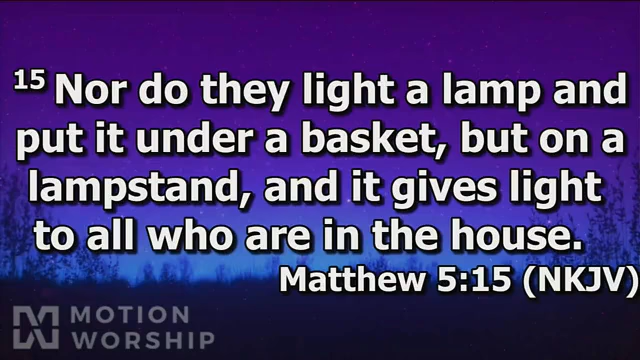 15 Nor do they light a lamp and
put it under a basket, but on a
lampstand, and it gives light
to all who are in the house.
Matthew 5:15 (NKJV)
MOTION
WORSHIP